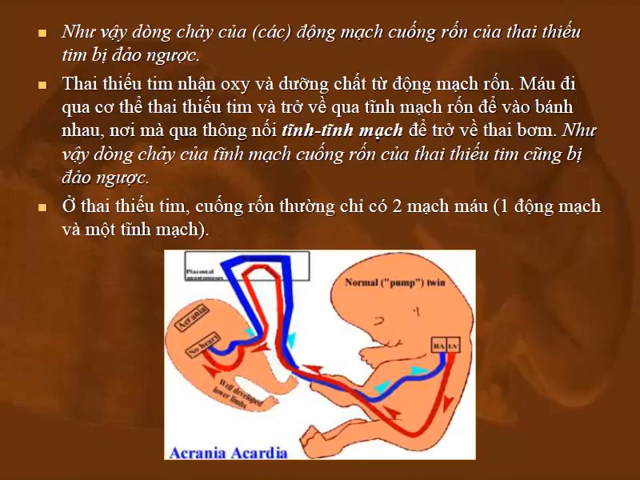 Như vậy dòng chảy của (các) động mạch cuống rốn của thai thiếu
tim bị đảo ngược.
Thai thiếu tim nhận oxy và dưỡng chất từ động mạch rốn. Máu đi
qua cơ thể thai thiếu tim và trở về qua tĩnh mạch rốn để vào bánh
nhau, nơi mà qua thông nối tĩnh-tĩnh mạch để trở về thai bơm. Như
vậy dòng chảy của tĩnh mạch cuống rốn của thai thiếu tim cũng bị
đảo ngược.
Ở thai thiếu tim, cuống rốn thường chỉ có 2 mạch máu (1 động mạch
và một tĩnh mạch).
Placental
Normal ("pump") twin
Acrania
No heart
RA LV
Well developed
lower limbs
Acrania Acardia